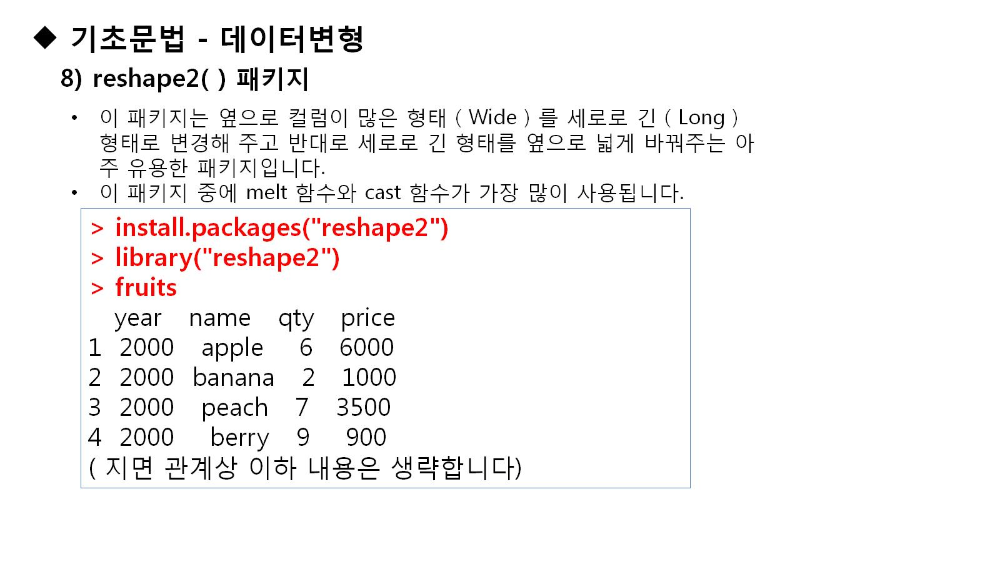 ◆ 기초문법 - 데이터변형
8) reshape2( ) 패키지
• 이 패키지는 옆으로 컬럼이 많은 형태 ( Wide ) 를 세로로 긴 ( Long )
형태로 변경해 주고 반대로 세로로 긴 형태를 옆으로 넓게 바꿔주는 아
주 유용한 패키지입니다.
• 이 패키지 중에 melt 함수와 cast 함수가 가장 많이 사용됩니다.
> install.packages("reshape2")
> library("reshape2")
> fruits
year name qty price
1 2000 apple 6 6000
2 2000 banana 2 1000
3 2000 peach 7 3500
4 2000 berry 9 900
( 지면 관계상 이하 내용은 생략합니다)